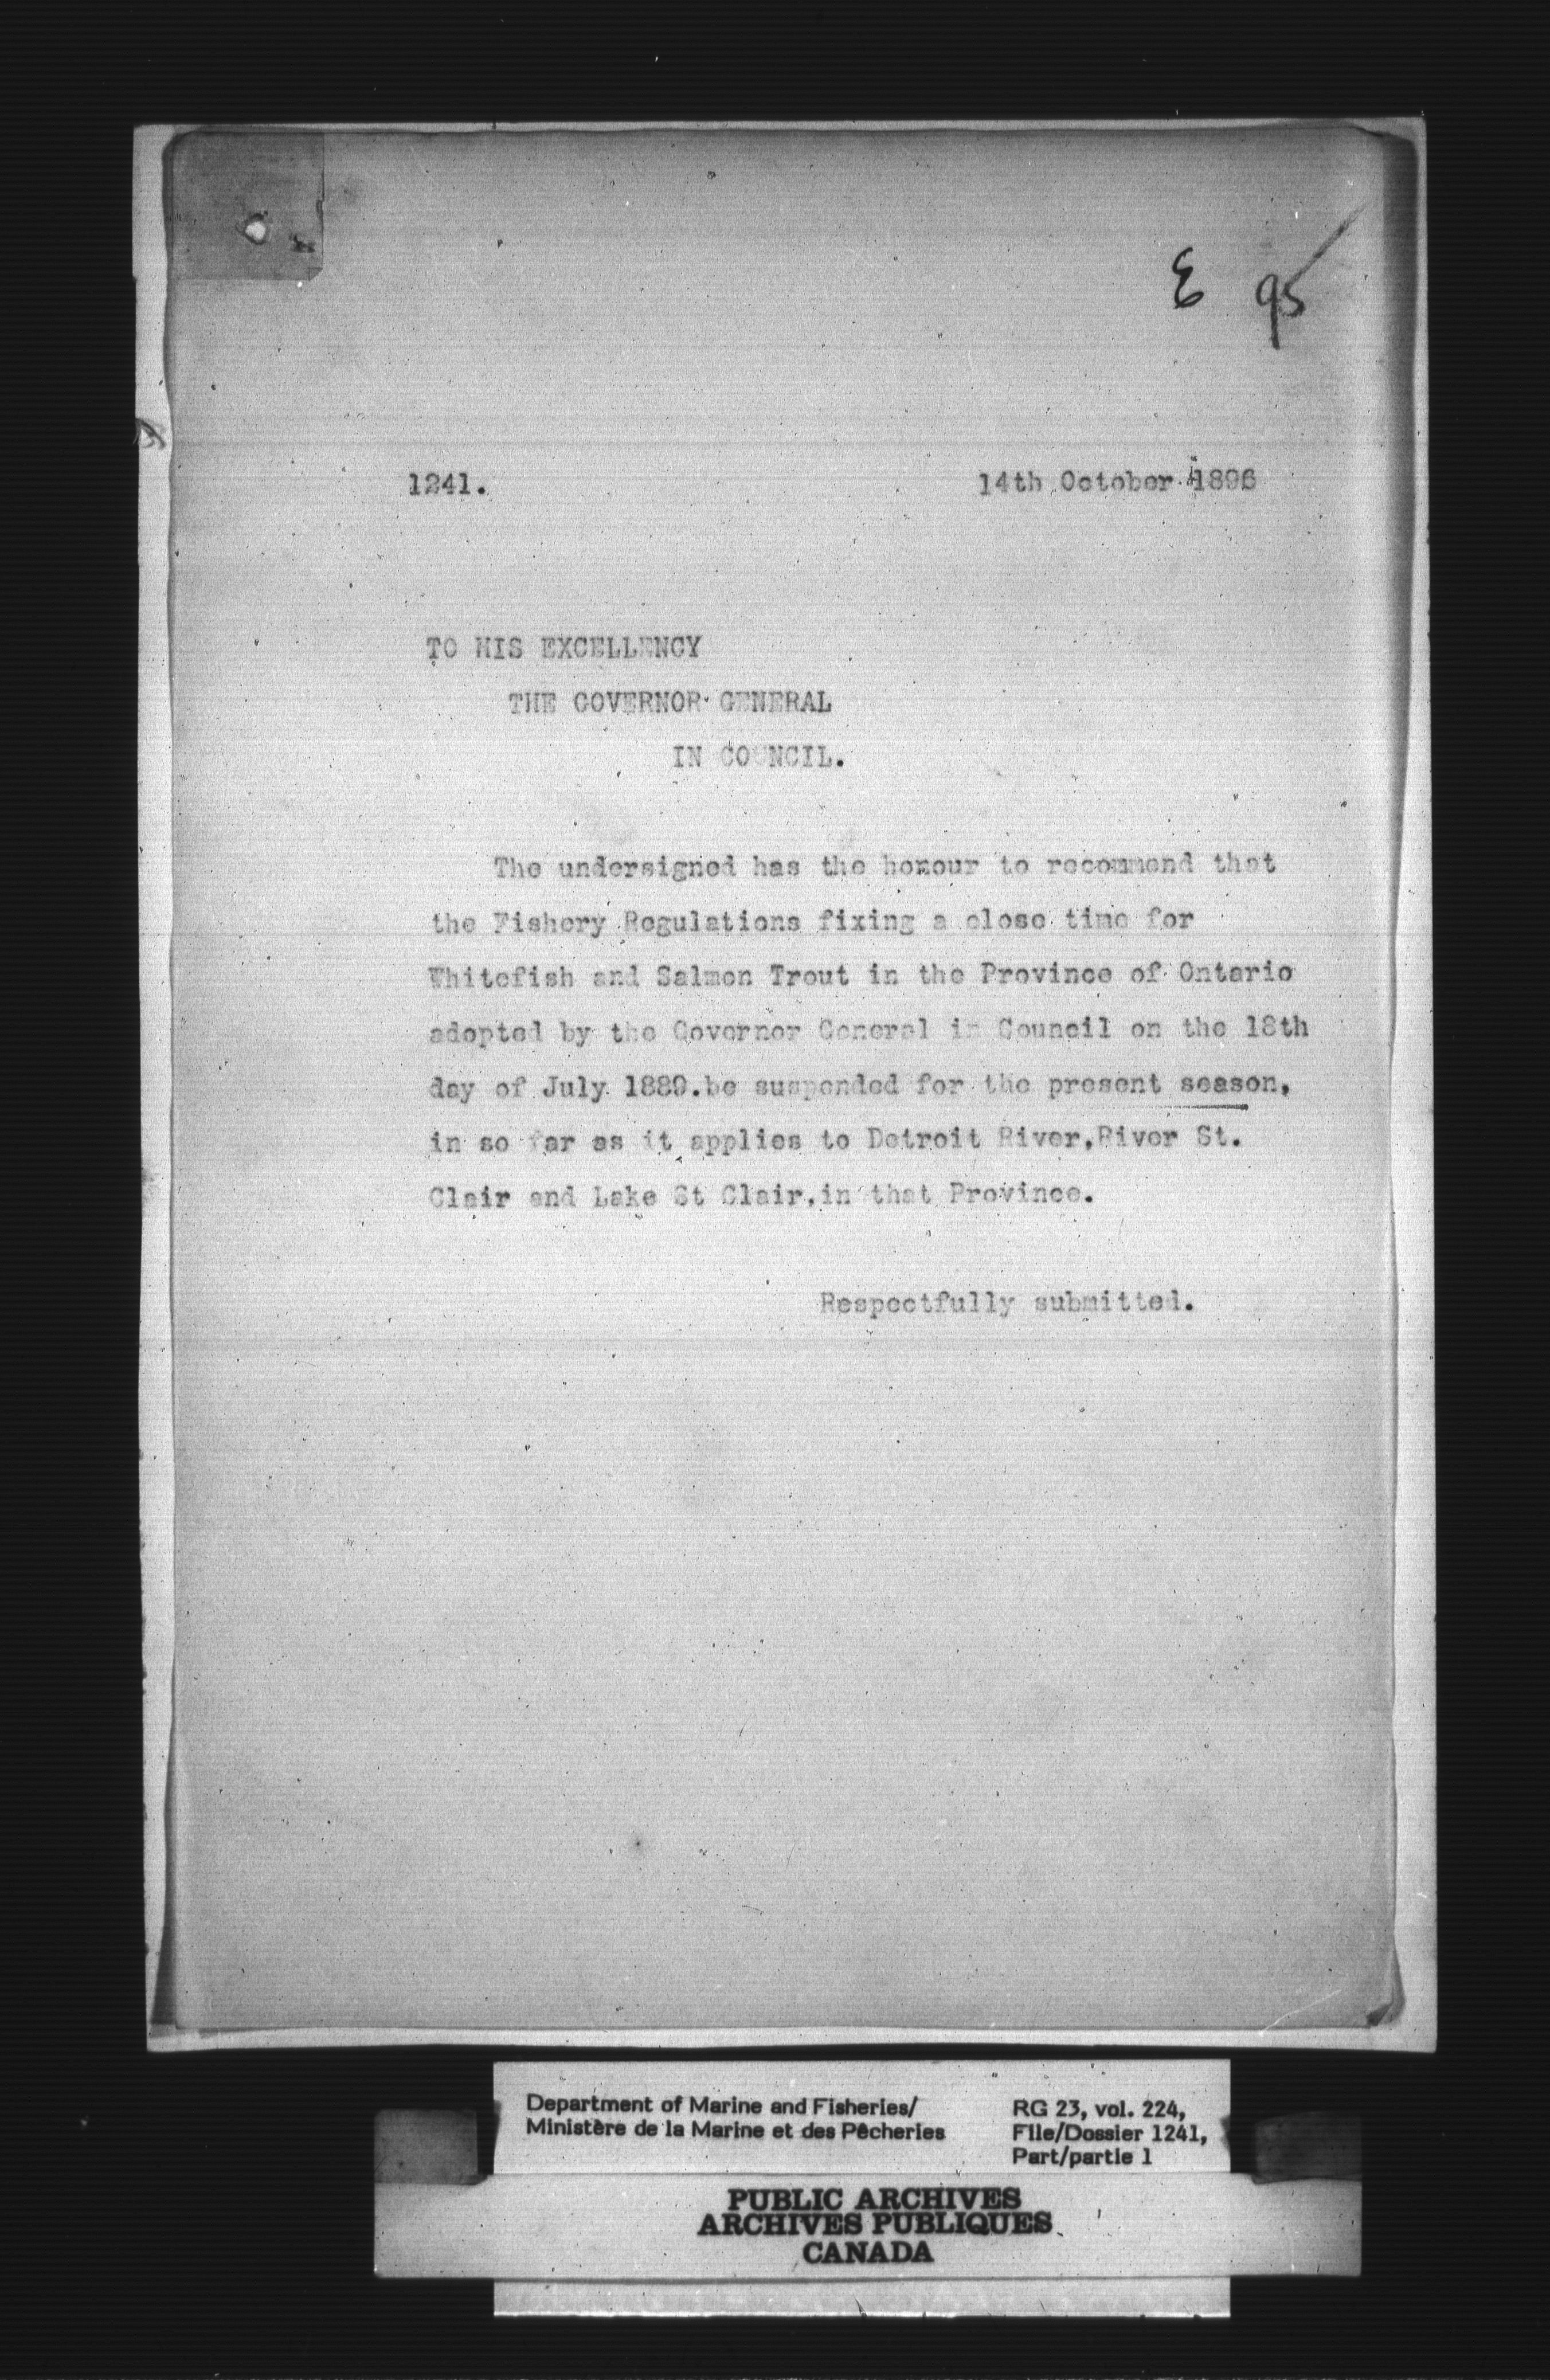 E 95
1241. 14th October 1896
TO HIS EXCELLENCY
THE GOVERNOR GENERAL
IN COUNCIL.
The undersigned has the honour to recommend that
the Fishery Regulations fixing a close time for
Whitefish and Salmon Trout in the Province of Ontario
adopted by the Governor General in Council on the 18th
day of July 1889.be suspended for the present season,
in so far as it applies to Detroit River,River St.
Clair and Lake St Clair,in that Province.
Respectfully submitted.
Department of Marine and Fisheries/
Ministère de la Marine et des Pêcheries
RG 23, vol. 224,
File/Dossier 1241,
Part/partie 1
PUBLIC ARCHIVES
ARCHIVES PUBLIQUES
CANADA